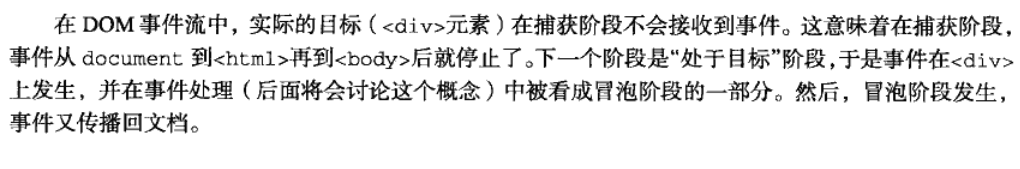 在 DOM 事件流中，实际的目标（<div>元素）在捕获阶段不会接收到事件。这意味着在捕获阶段，
事件从 document 到<html>再到<body>后就停止了。下一个阶段是“处于目标”阶段，于是事件在<div>
上发生，并在事件处理（后面将会讨论这个概念）中被看成冒泡阶段的一部分。然后，冒泡阶段发生，
事件又传播回文档。